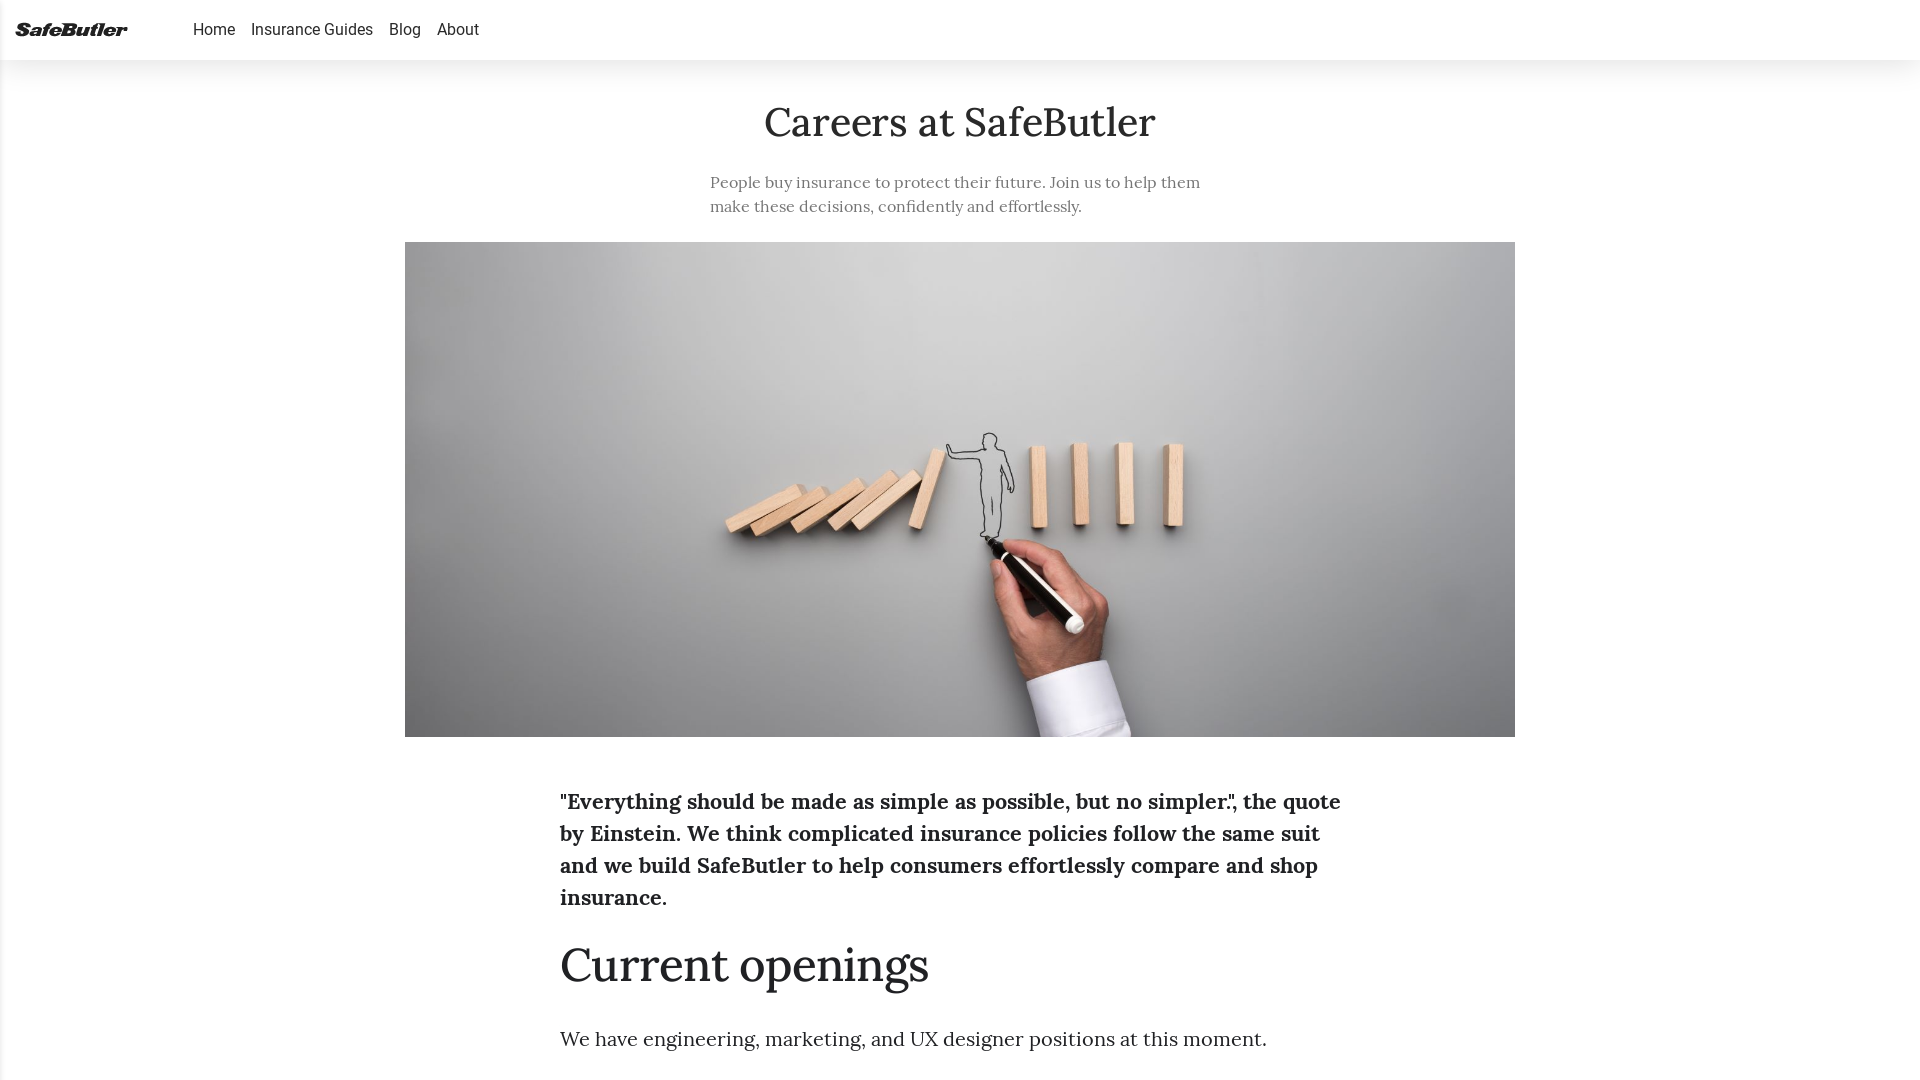 SafeButler
Home Insurance Guides Blog About
Careers at SafeButler
People buy insurance to protect their future. Join us to help them
make these decisions, confidently and effortlessly.
"Everything should be made as simple as possible, but no simpler.", the quote
by Einstein. We think complicated insurance policies follow the same suit
and we build SafeButler to help consumers effortlessly compare and shop
insurance.
Current openings
We have engineering, marketing, and UX designer positions at this moment.